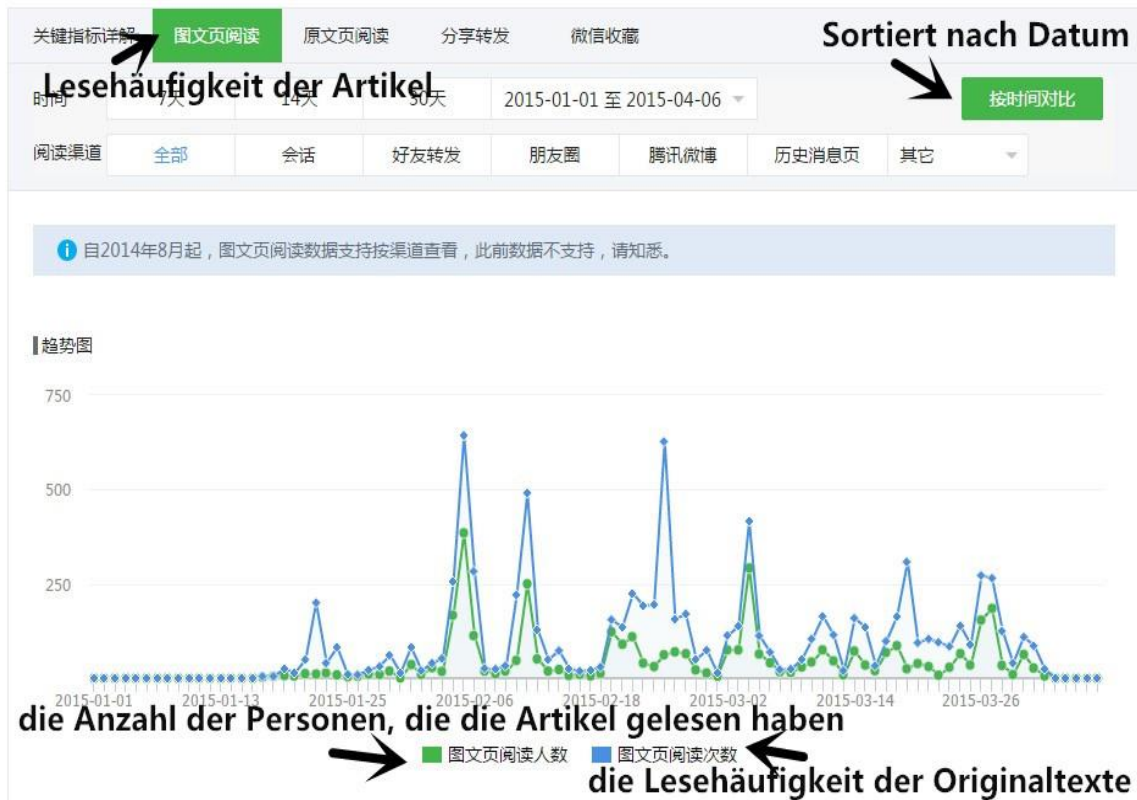 关键指标详解 图文页阅读 原文页阅读 分享转发 微信收藏 Sortiert nach Datum
Lesehäufigkeit der Artikel
时间 7天 14天 30天 2015-01-01 至 2015-04-06 按时间对比
阅读渠道 全部 会话 好友转发 朋友圈 腾讯微博 历史消息页 其它
自2014年8月起，图文页阅读数据支持按渠道查看，此前数据不支持，请知悉。
趋势图
750
500
250
2015-01-01 2015-01-13 2015-01-25 2015-02-06 2015-02-18 2015-03-02 2015-03-14 2015-03-26
die Anzahl der Personen, die die Artikel gelesen haben
图文页阅读人数 图文页阅读次数
die Lesehäufigkeit der Originaltexte